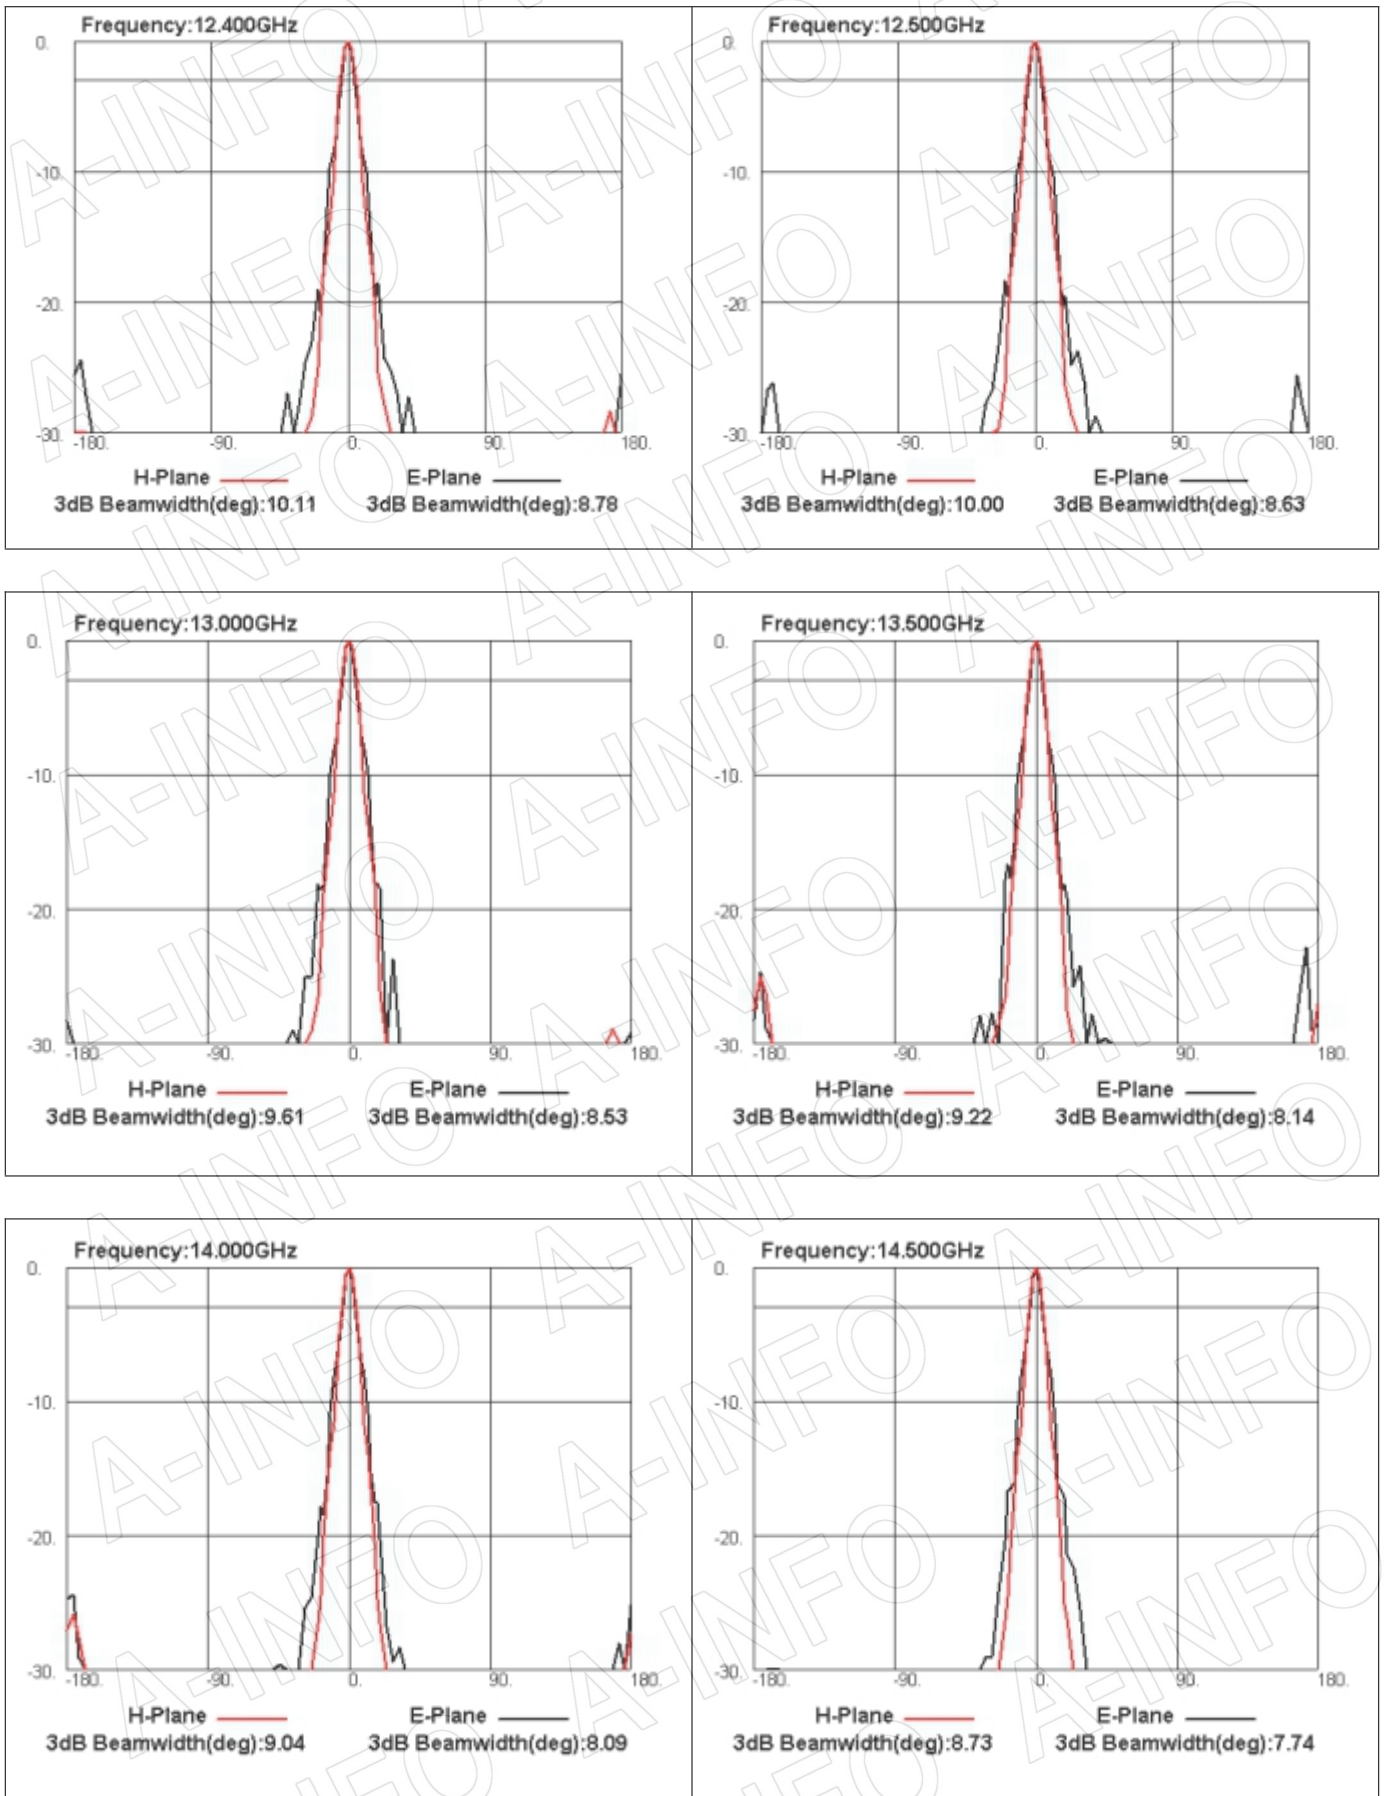 Frequency:12.400GHz
0.
-10.
-20.
-30.
-180. -90. 0. 90. 180.
H-Plane E-Plane
3dB Beamwidth(deg):10.11 3dB Beamwidth(deg):8.78
Frequency:12.500GHz
0.
-10.
-20.
-30.
-180. -90. 0. 90. 180.
H-Plane E-Plane
3dB Beamwidth(deg):10.00 3dB Beamwidth(deg):8.63
Frequency:13.000GHz
0.
-10.
-20.
-30.
-180. -90. 0. 90. 180.
H-Plane E-Plane
3dB Beamwidth(deg):9.61 3dB Beamwidth(deg):8.53
Frequency:13.500GHz
0.
-10.
-20.
-30.
-180. -90. 0. 90. 180.
H-Plane E-Plane
3dB Beamwidth(deg):9.22 3dB Beamwidth(deg):8.14
Frequency:14.000GHz
0.
-10.
-20.
-30.
-180. -90. 0. 90. 180.
H-Plane E-Plane
3dB Beamwidth(deg):9.04 3dB Beamwidth(deg):8.09
Frequency:14.500GHz
0.
-10.
-20.
-30.
-180. -90. 0. 90. 180.
H-Plane E-Plane
3dB Beamwidth(deg):8.73 3dB Beamwidth(deg):7.74
A-INFO